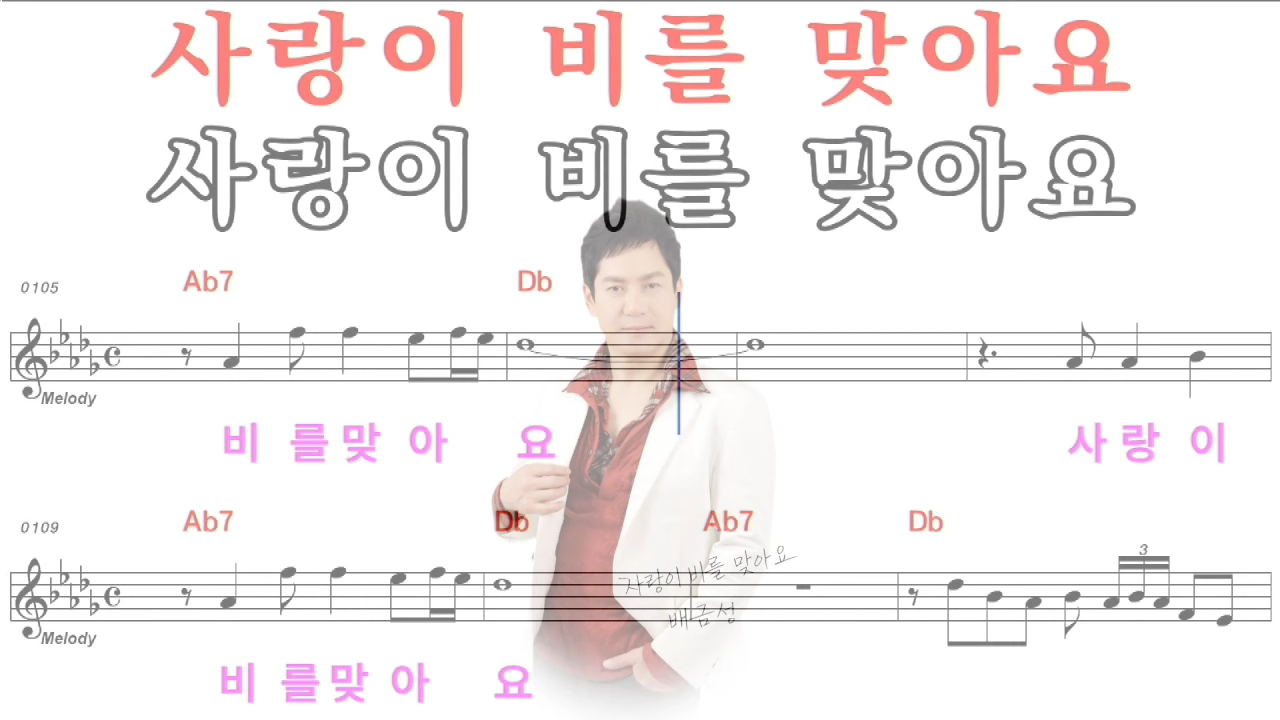 사랑이 비를 맞아요
사랑이 비를 맞아요
0105 Ab7 Db
Melody
비 를 맞 아 요 사 랑 이
0109 Ab7 Db Ab7 Db
3
사랑이 비를 맞아요
배금성
Melody
비 를 맞 아 요